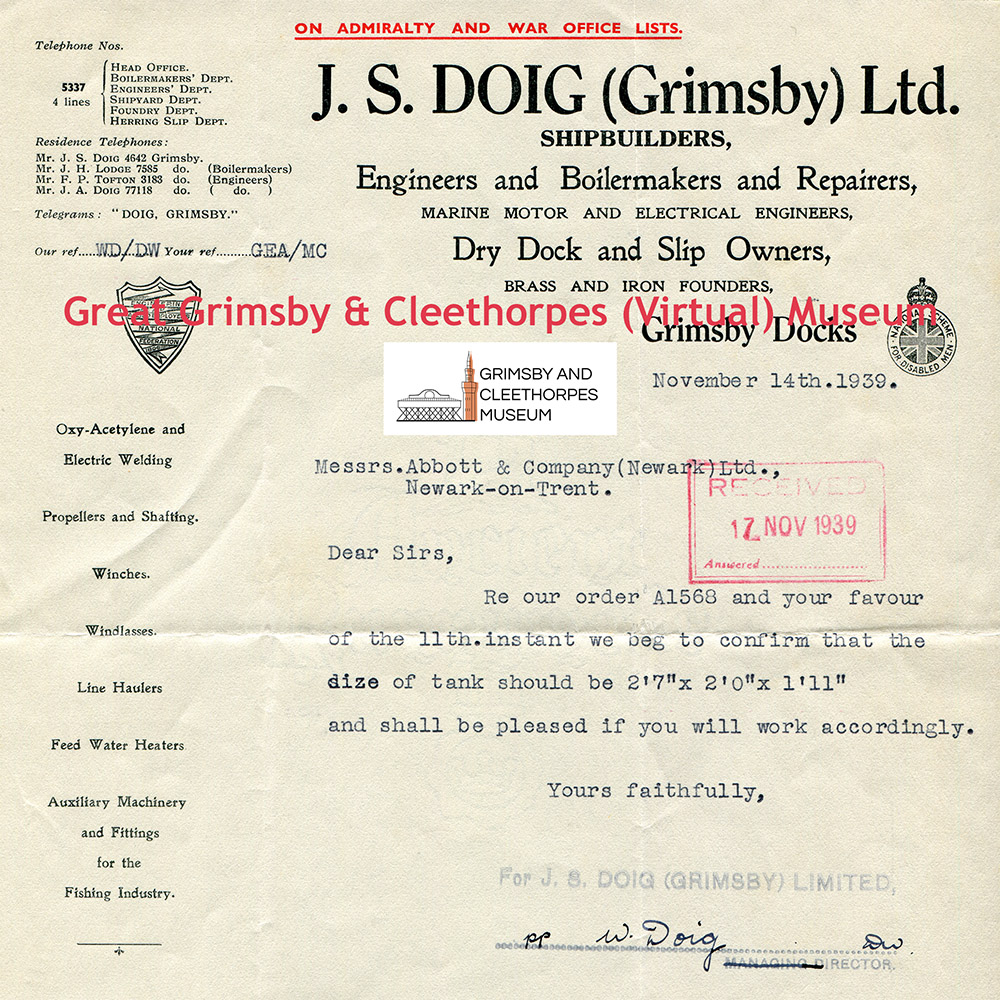 ON ADMIRALTY AND WAR OFFICE LISTS.
Telephone Nos.
5337
4 lines
HEAD OFFICE.
BOILERMAKERS' DEPT.
ENGINEERS' DEPT.
SHIPYARD DEPT.
FOUNDRY DEPT.
HERRING SLIP DEPT.
Residence Telephones:
Mr. J. S. DOIG 4642 Grimsby.
Mr. J. H. LODGE 7585 do. (Boilermakers)
Mr. F. P. TOFTON 3183 do. (Engineers)
Mr. J. A. DOIG 77118 do. ( do. )
Telegrams: "DOIG, GRIMSBY."
Our ref.....WD/DW Your ref..........GEA/MC
J. S. DOIG (Grimsby) Ltd.
SHIPBUILDERS,
Engineers and Boilermakers and Repairers,
MARINE MOTOR AND ELECTRICAL ENGINEERS,
Dry Dock and Slip Owners,
BRASS AND IRON FOUNDERS,
Great Grimsby & Cleethorpes (Virtual) Museum
Grimsby Docks
NATIONAL
FEDERATION
NATIONAL SCHEME
FOR DISABLED MEN
GRIMSBY AND
CLEETHORPES
MUSEUM
November 14th.1939.
Oxy-Acetylene and
Electric Welding
Propellers and Shafting.
Winches.
Windlasses.
Line Haulers
Feed Water Heaters
Auxiliary Machinery
and Fittings
for the
Fishing Industry.
Messrs.Abbott & Company(Newark)Ltd.,
Newark-on-Trent.
RECEIVED
17 NOV 1939
Answered....................
Dear Sirs,
Re our order A1568 and your favour
of the 11th.instant we beg to confirm that the
dize of tank should be 2'7"x 2'0"x 1'11"
and shall be pleased if you will work accordingly.
Yours faithfully,
For J. S. DOIG (GRIMSBY) LIMITED,
pp W. Doig DW
MANAGING DIRECTOR.